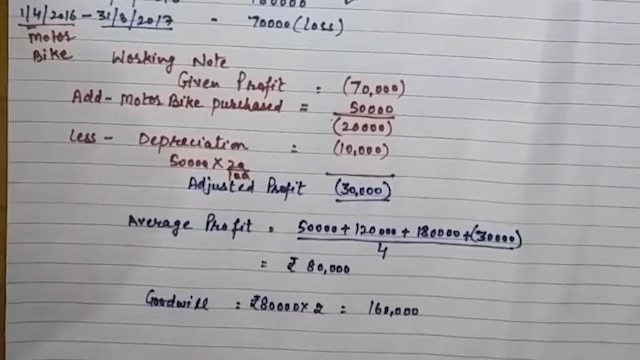 1/4/2016 - 31/3/2017 - 70000 (Loss)
Motor
Bike Working Note
Given Profit : (70,000)
Add - Motor Bike purchased = 50000
(20000)
Less - Depreciation : (10,000)
50000 × 20/100
Adjusted Profit (30,000)
Average Profit = 50000 + 120000 + 180000 + (30000)
4
= ₹ 80,000
Goodwill : ₹80000 × 2 = 160,000